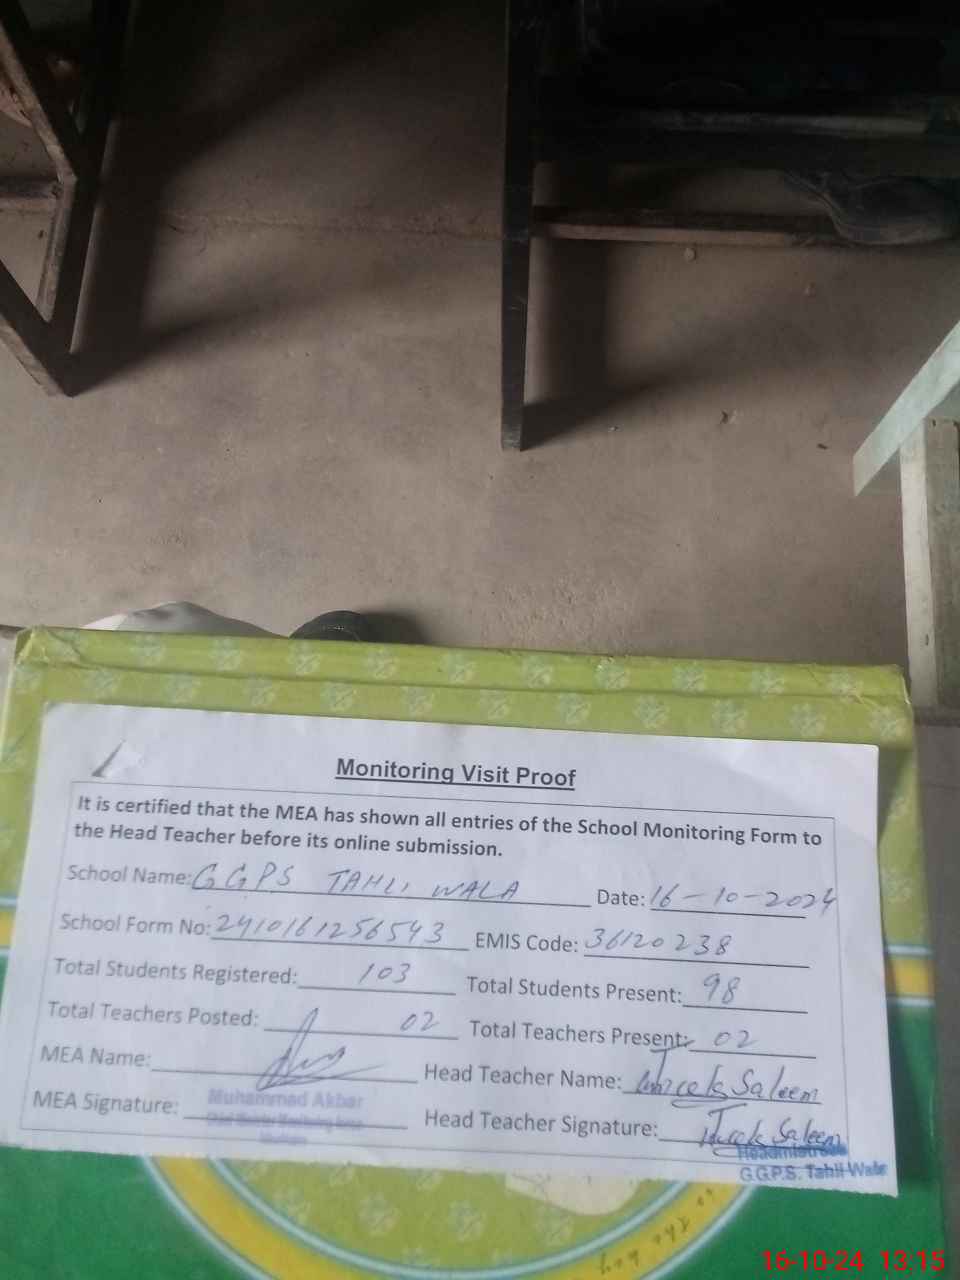 Monitoring Visit Proof
It is certified that the MEA has shown all entries of the School Monitoring Form to
the Head Teacher before its online submission.
School Name: GGPS TAHLI WALA Date: 16-10-2024
School Form No: 2410161256543 EMIS Code: 36120238
Total Students Registered: 103 Total Students Present: 98
Total Teachers Posted: 02 Total Teachers Present: 02
MEA Name: Head Teacher Name: Saleem
MEA Signature: Muhammad Akbar Head Teacher Signature: Saleem
Headmistress
G.G.P.S. Tahli Wala
16-10-24 13:15